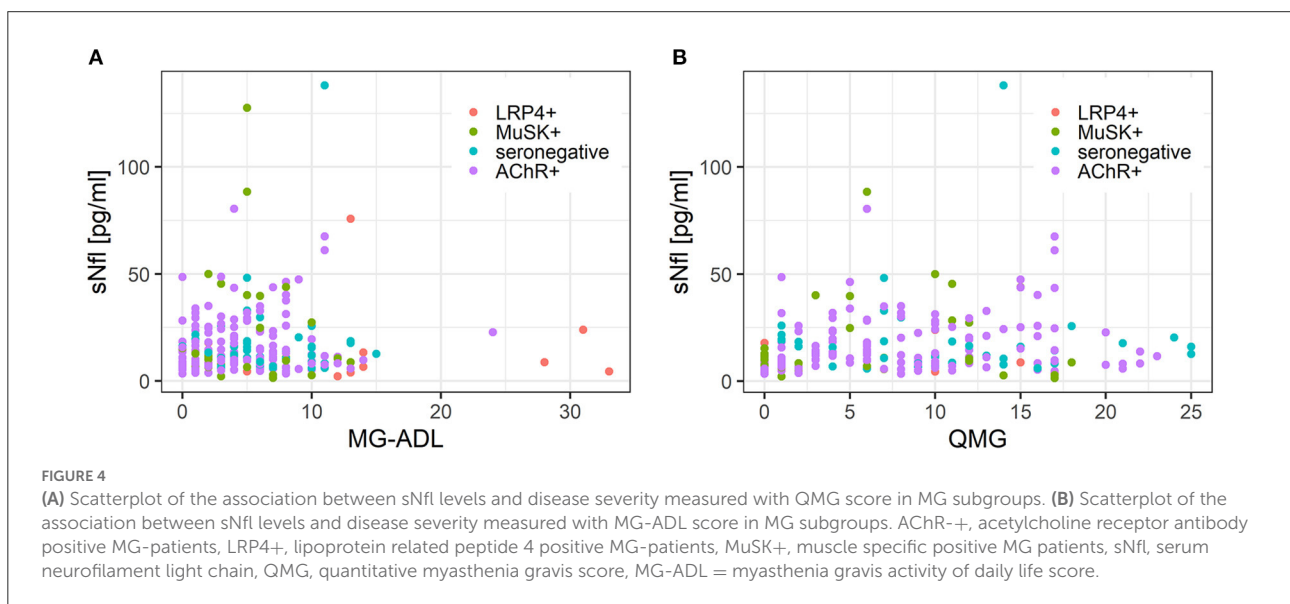 A
LRP4+
MuSK+
seronegative
AChR+
100
50
0
sNfl [pg/ml]
0 10 20 30
MG-ADL
B
LRP4+
MuSK+
seronegative
AChR+
100
50
0
sNfl [pg/ml]
0 5 10 15 20 25
QMG
FIGURE 4
(A) Scatterplot of the association between sNfl levels and disease severity measured with QMG score in MG subgroups. (B) Scatterplot of the
association between sNfl levels and disease severity measured with MG-ADL score in MG subgroups. AChR-+, acetylcholine receptor antibody
positive MG-patients, LRP4+, lipoprotein related peptide 4 positive MG-patients, MuSK+, muscle specific positive MG patients, sNfl, serum
neurofilament light chain, QMG, quantitative myasthenia gravis score, MG-ADL = myasthenia gravis activity of daily life score.